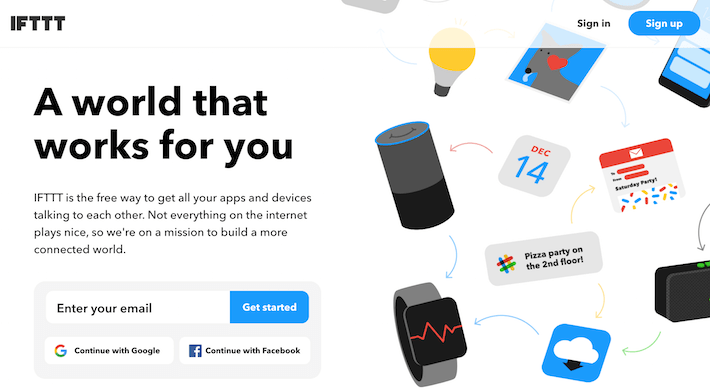 IFTTT
Sign in
Sign up
A world that
works for you
IFTTT is the free way to get all your apps and devices
talking to each other. Not everything on the internet
plays nice, so we're on a mission to build a more
connected world.
Enter your email
Get started
Continue with Google
Continue with Facebook
DEC
14
To
From
Saturday Party!
Pizza party on
the 2nd floor!